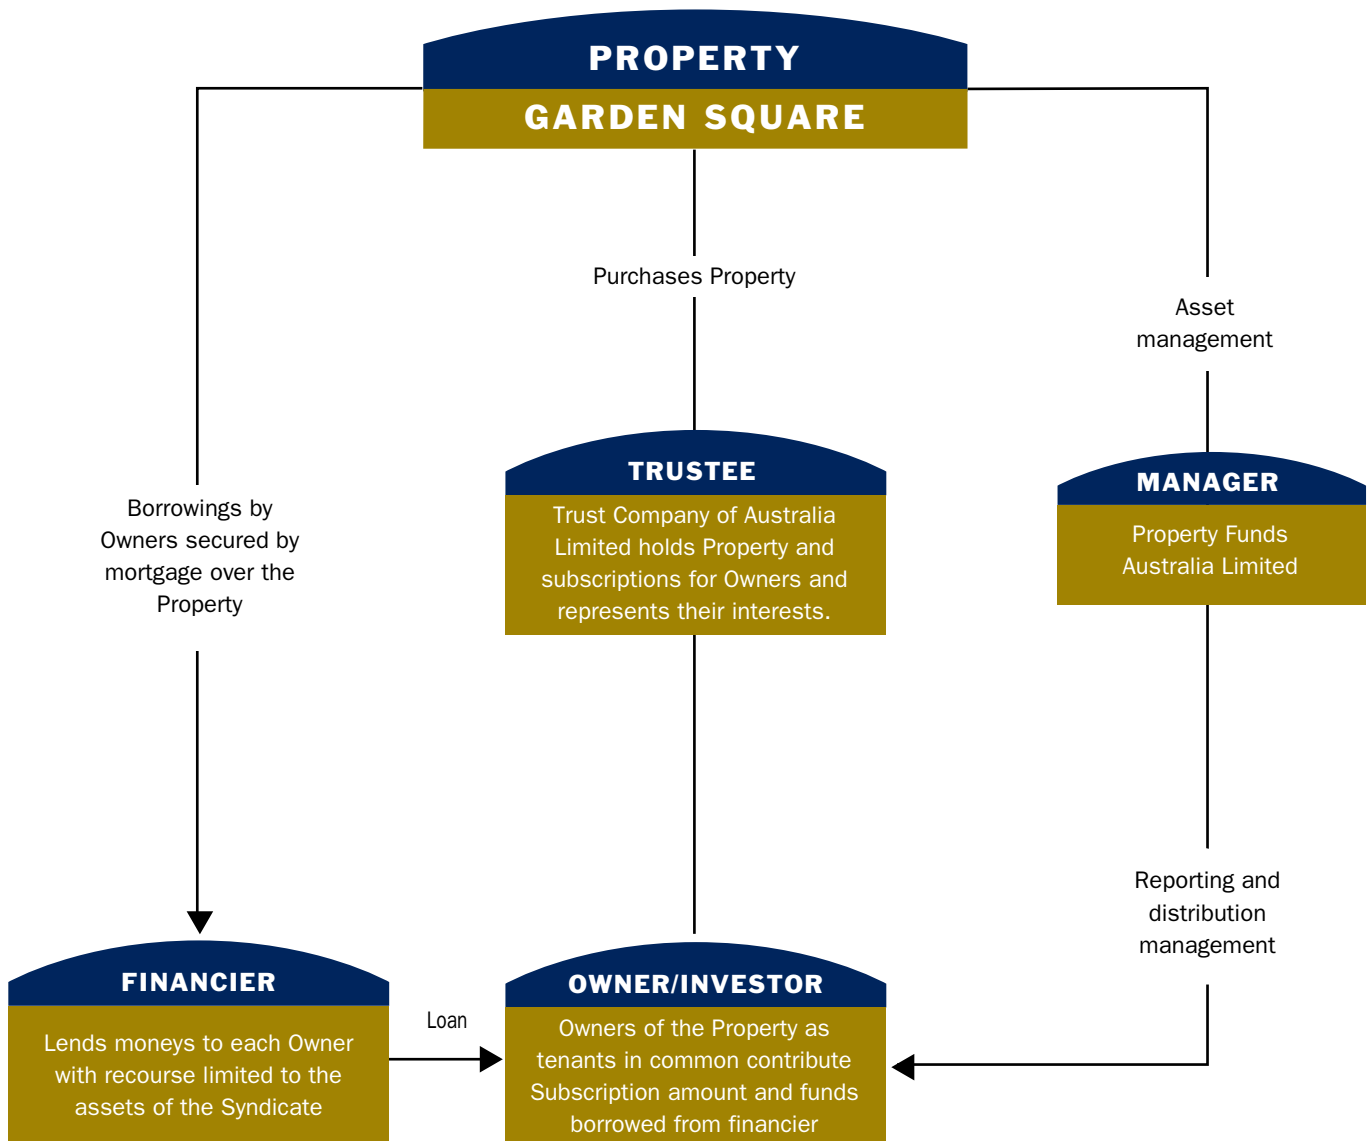 PROPERTY
GARDEN SQUARE
Purchases Property
Asset
management
TRUSTEE
Trust Company of Australia
Limited holds Property and
subscriptions for Owners and
represents their interests.
MANAGER
Property Funds
Australia Limited
Borrowings by
Owners secured by
mortgage over the
Property
Reporting and
distribution
management
FINANCIER
Lends moneys to each Owner
with recourse limited to the
assets of the Syndicate
Loan
OWNER/INVESTOR
Owners of the Property as
tenants in common contribute
Subscription amount and funds
borrowed from financier